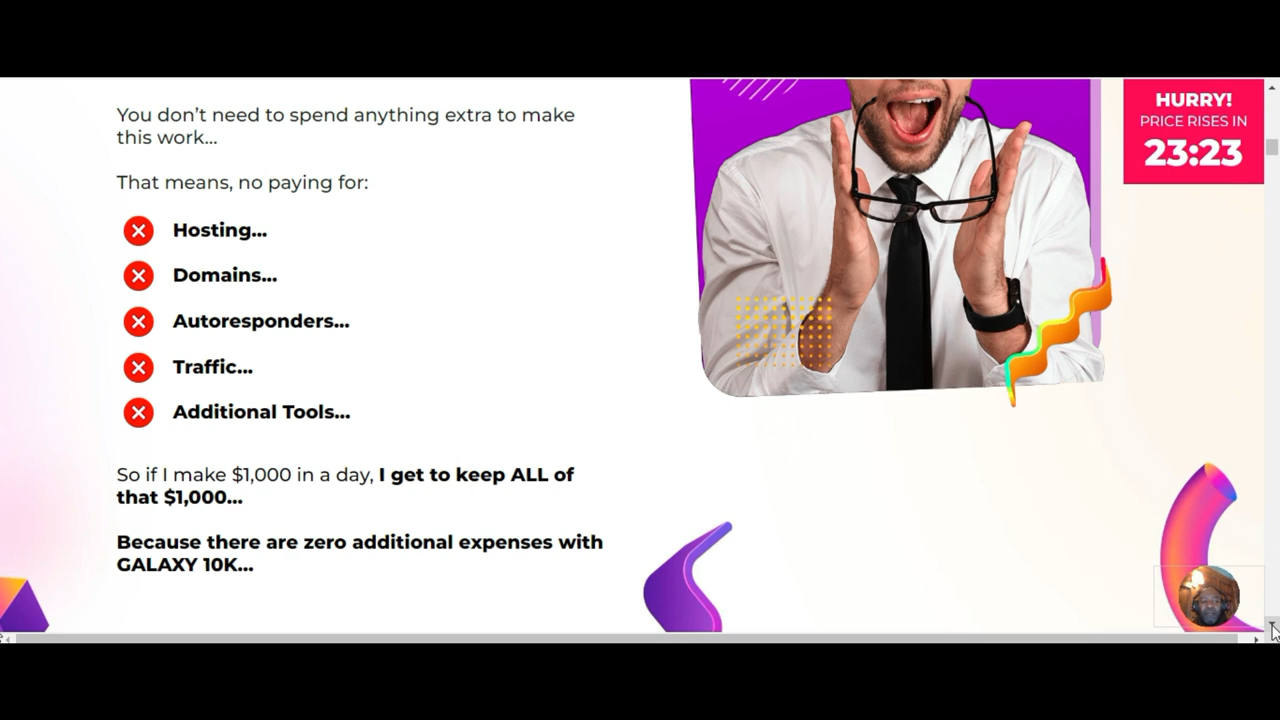 You don't need to spend anything extra to make
this work...
That means, no paying for:
Hosting...
Domains...
Autoresponders...
Traffic...
Additional Tools...
So if I make $1,000 in a day, I get to keep ALL of
that $1,000...
Because there are zero additional expenses with
GALAXY 10K...
HURRY!
PRICE RISES IN
23:23